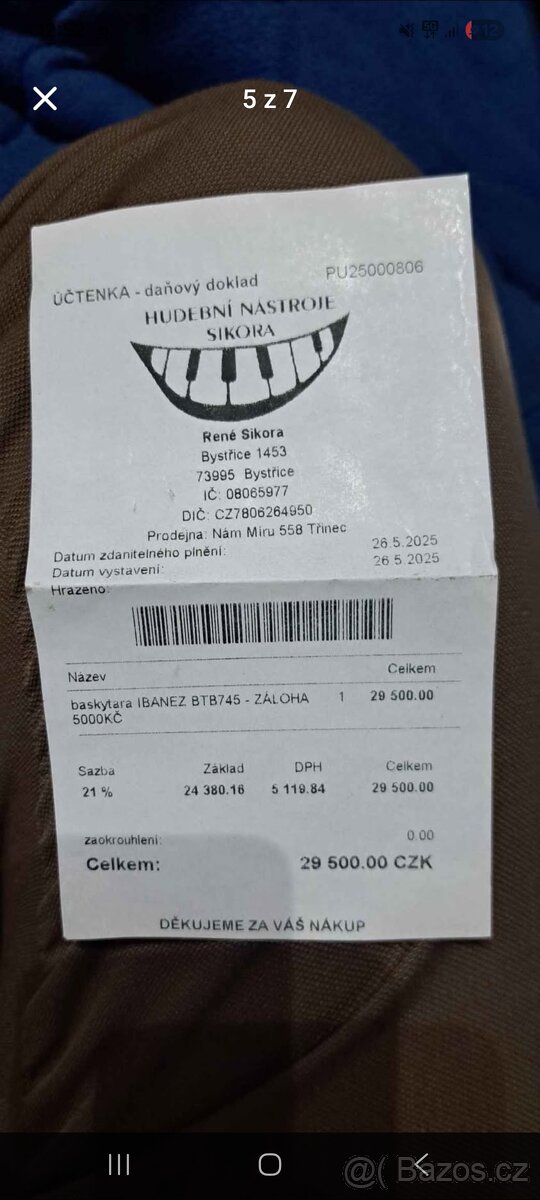 5 z 7
ÚČTENKA - daňový doklad
PU25000806
HUDEBNÍ NÁSTROJE
SIKORA
René Sikora
Bystřice 1453
73995 Bystřice
IČ: 08065977
DIČ: CZ7806264950
Prodejna: Nám Míru 558 Třinec
Datum zdanitelného plnění: 26.5.2025
Datum vystavení: 26.5.2025
Hrazeno:
Název Celkem
baskytara IBANEZ BTB745 - ZÁLOHA 1 29 500.00
5000KČ
Sazba Základ DPH Celkem
21 % 24 380.16 5 119.84 29 500.00
zaokrouhlení: 0.00
Celkem: 29 500.00 CZK
DĚKUJEME ZA VÁŠ NÁKUP
@( Bazos.cz